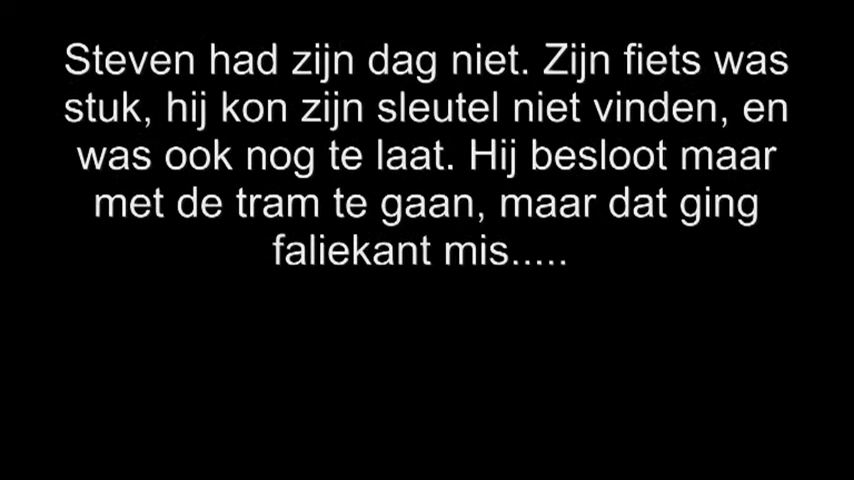 Steven had zijn dag niet. Zijn fiets was
stuk, hij kon zijn sleutel niet vinden, en
was ook nog te laat. Hij besloot maar
met de tram te gaan, maar dat ging
faliekant mis.....